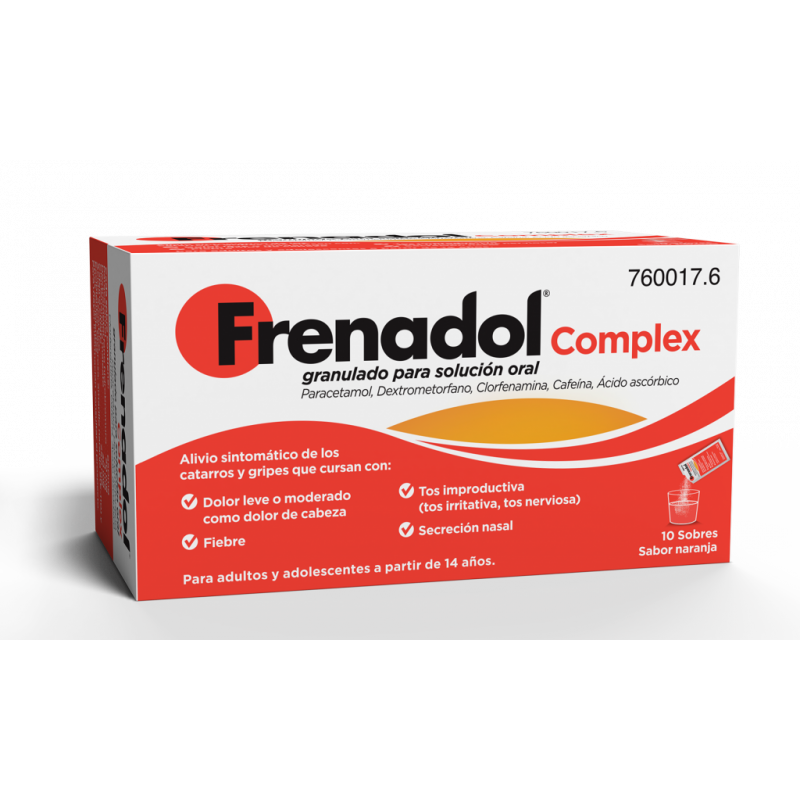 Complex
760017.6
Frenadol® Complex
granulado para solución oral
Paracetamol, Dextrometorfano, Clorfenamina, Cafeína, Ácido ascórbico
Alivio sintomático de los
catarros y gripes que cursan con:
Dolor leve o moderado
como dolor de cabeza
Fiebre
Tos improductiva
(tos irritativa, tos nerviosa)
Secreción nasal
10 Sobres
Sabor naranja
Para adultos y adolescentes a partir de 14 años.
Frenadol